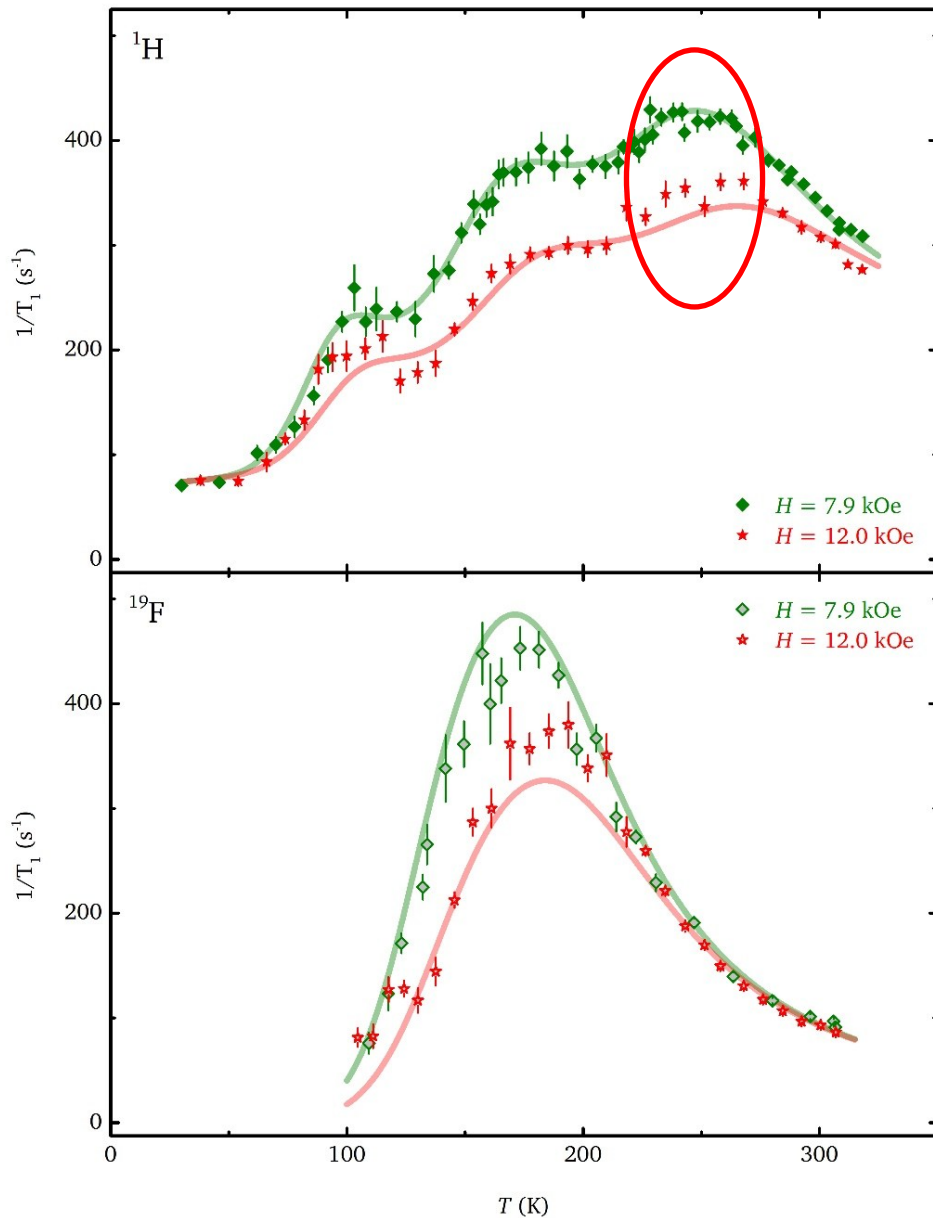 ¹H
400
200
0
1/T₁ (s⁻¹)
H = 7.9 kOe
H = 12.0 kOe
¹⁹F
H = 7.9 kOe
H = 12.0 kOe
400
200
0
1/T₁ (s⁻¹)
0 100 200 300
T (K)